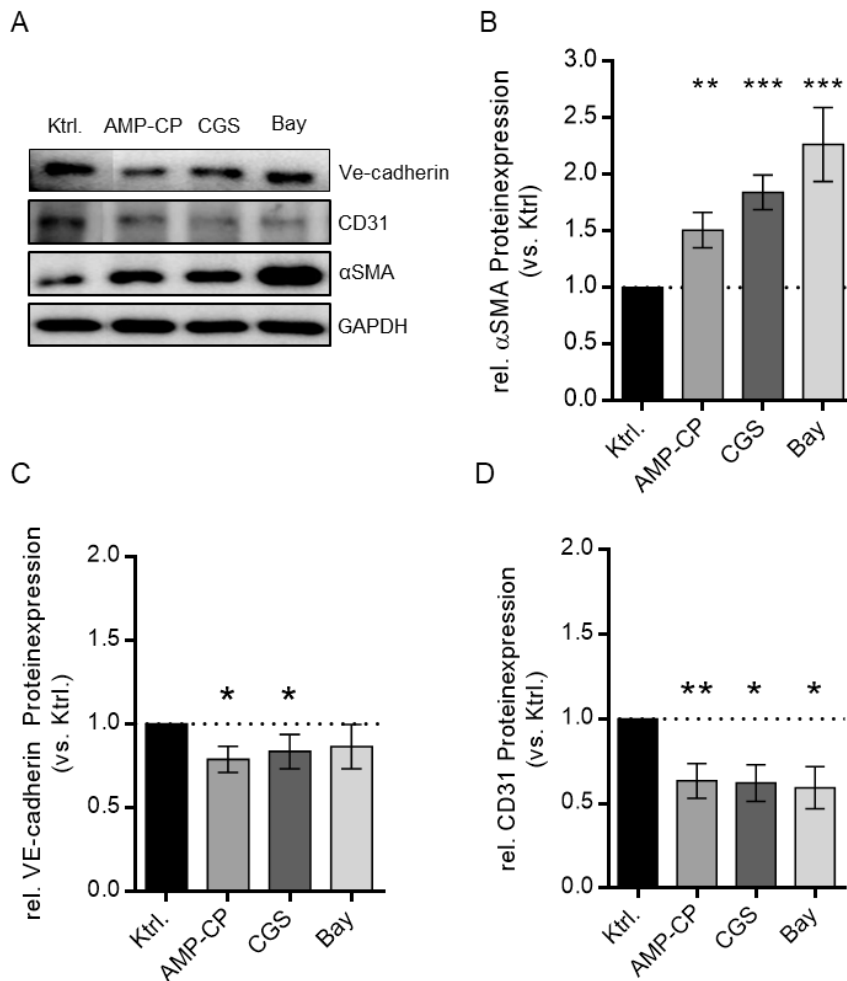 A
Ktrl. AMP-CP CGS Bay
Ve-cadherin
CD31
αSMA
GAPDH
B
rel. αSMA Proteinexpression
(vs. Ktrl)
3.0
2.5
2.0
1.5
1.0
0.5
0.0
** *** ***
Ktrl.
AMP-CP
CGS
Bay
C
rel. VE-cadherin Proteinexpression
(vs. Ktrl.)
2.0
1.5
1.0
0.5
0.0
* *
Ktrl.
AMP-CP
CGS
Bay
D
rel. CD31 Proteinexpression
(vs. Ktrl.)
2.0
1.5
1.0
0.5
0.0
** * *
Ktrl.
AMP-CP
CGS
Bay